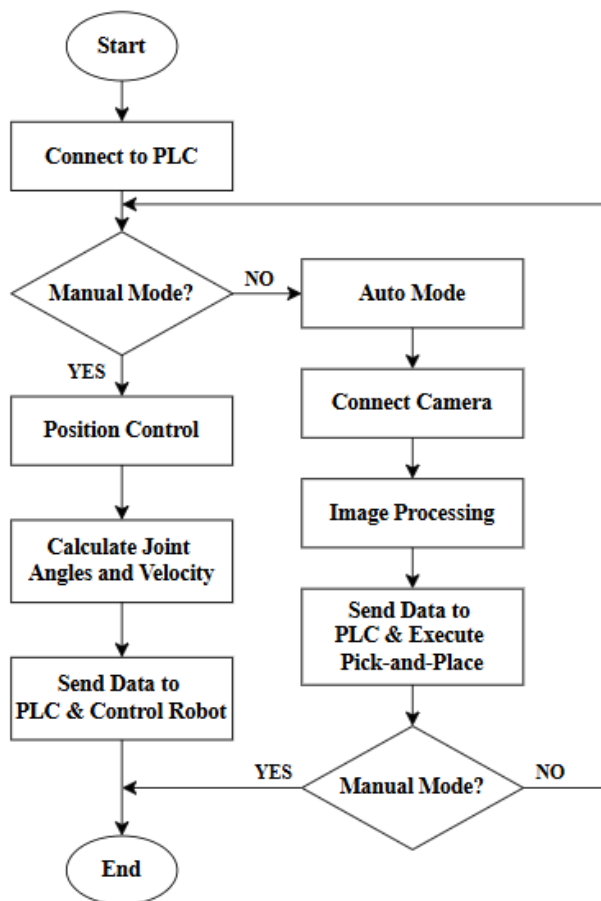 Start
Connect to PLC
Manual Mode?
NO
Auto Mode
YES
Connect Camera
Position Control
Image Processing
Calculate Joint
Angles and Velocity
Send Data to
PLC & Execute
Pick-and-Place
Send Data to
PLC & Control Robot
YES
Manual Mode?
NO
End